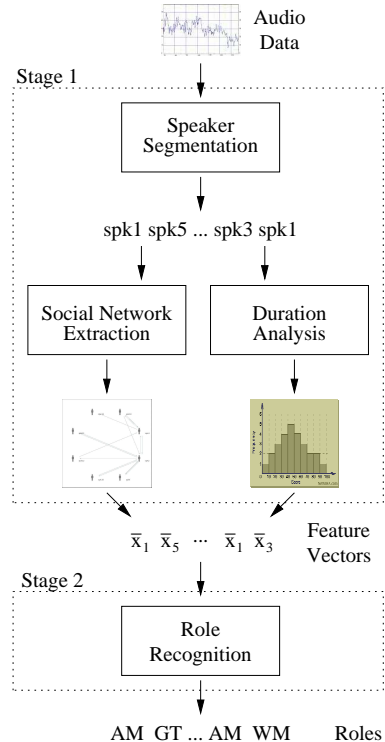 Audio
Data
Stage 1
Speaker
Segmentation
spk1 spk5 ... spk3 spk1
Social Network
Extraction
Duration
Analysis
x̅1 x̅5 ... x̅1 x̅3
Feature
Vectors
Stage 2
Role
Recognition
AM GT ... AM WM
Roles